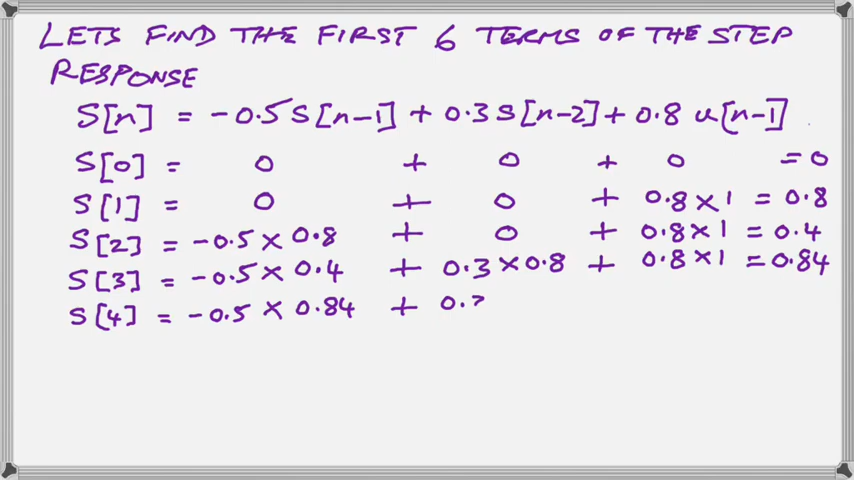 LETS FIND THE FIRST 6 TERMS OF THE STEP
RESPONSE
S[n] = -0.5 S[n-1] + 0.3 S[n-2] + 0.8 u[n-1]
S[0] = 0 + 0 + 0 = 0
S[1] = 0 + 0 + 0.8 × 1 = 0.8
S[2] = -0.5 × 0.8 + 0 + 0.8 × 1 = 0.4
S[3] = -0.5 × 0.4 + 0.3 × 0.8 + 0.8 × 1 = 0.84
S[4] = -0.5 × 0.84 + 0.